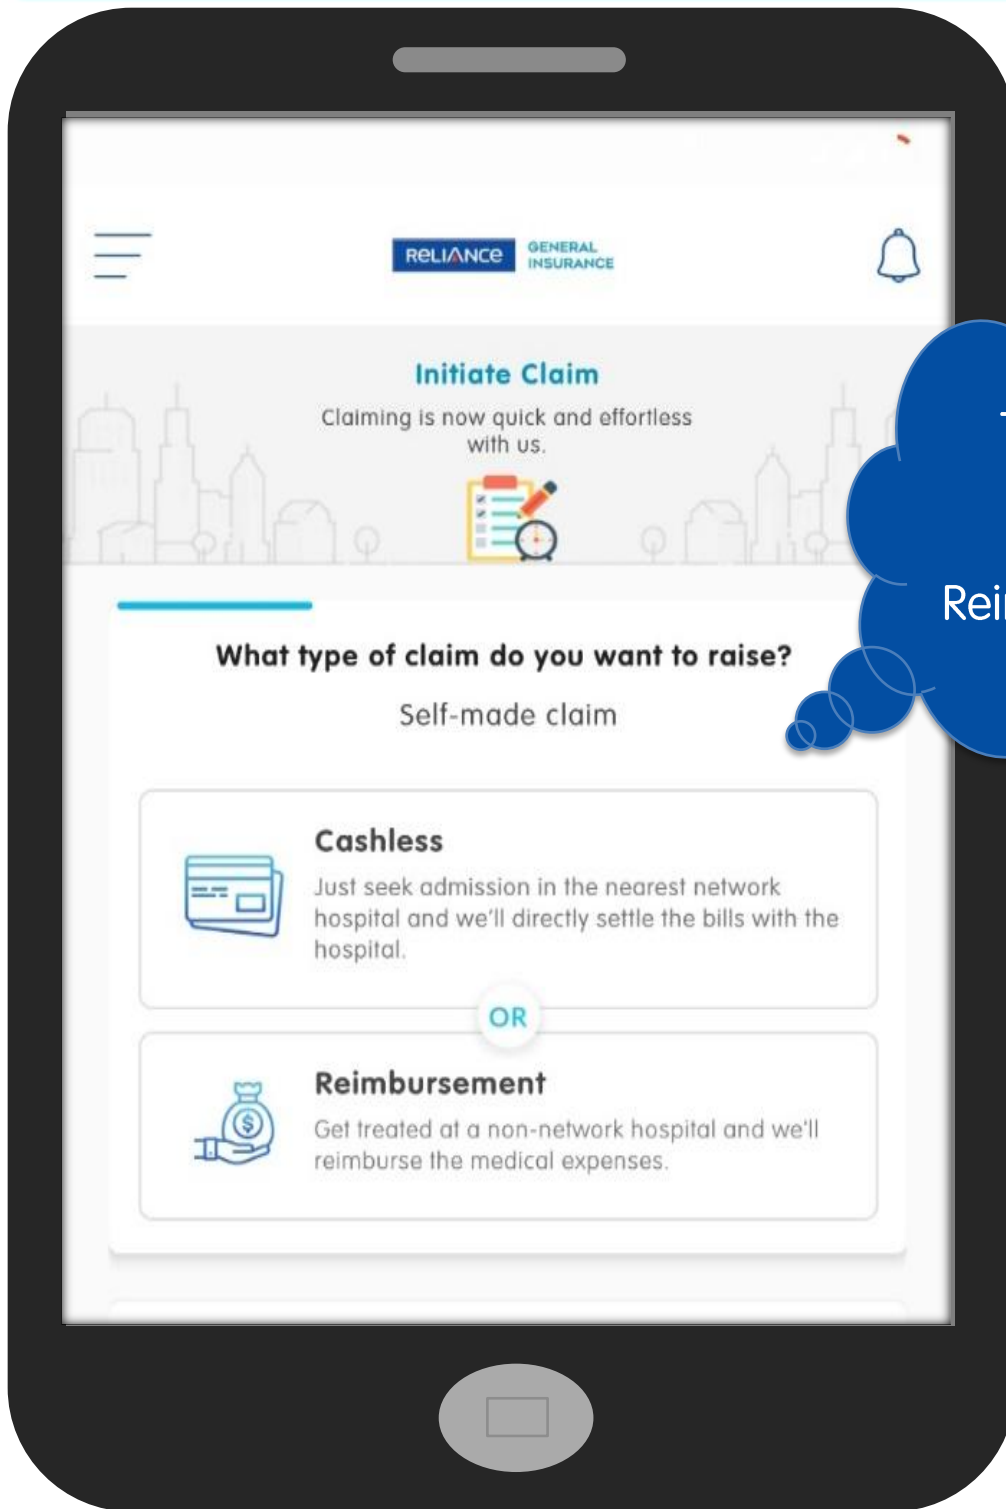 RELIANCE GENERAL
INSURANCE
Initiate Claim
Claiming is now quick and effortless
with us.
What type of claim do you want to raise?
Self-made claim
Cashless
Just seek admission in the nearest network
hospital and we'll directly settle the bills with the
hospital.
OR
Reimbursement
Get treated at a non-network hospital and we'll
reimburse the medical expenses.